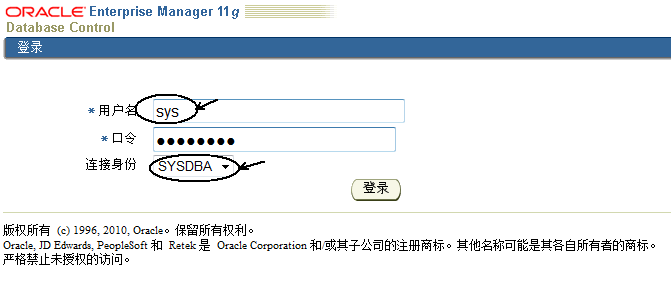 ORACLE Enterprise Manager 11g
Database Control
登录
* 用户名 sys
* 口令 ●●●●●●●●
连接身份 SYSDBA
登录
版权所有 (c) 1996, 2010, Oracle。保留所有权利。
Oracle, JD Edwards, PeopleSoft 和 Retek 是 Oracle Corporation 和/或其子公司的注册商标。其他名称可能是其各自所有者的商标。
严格禁止未授权的访问。